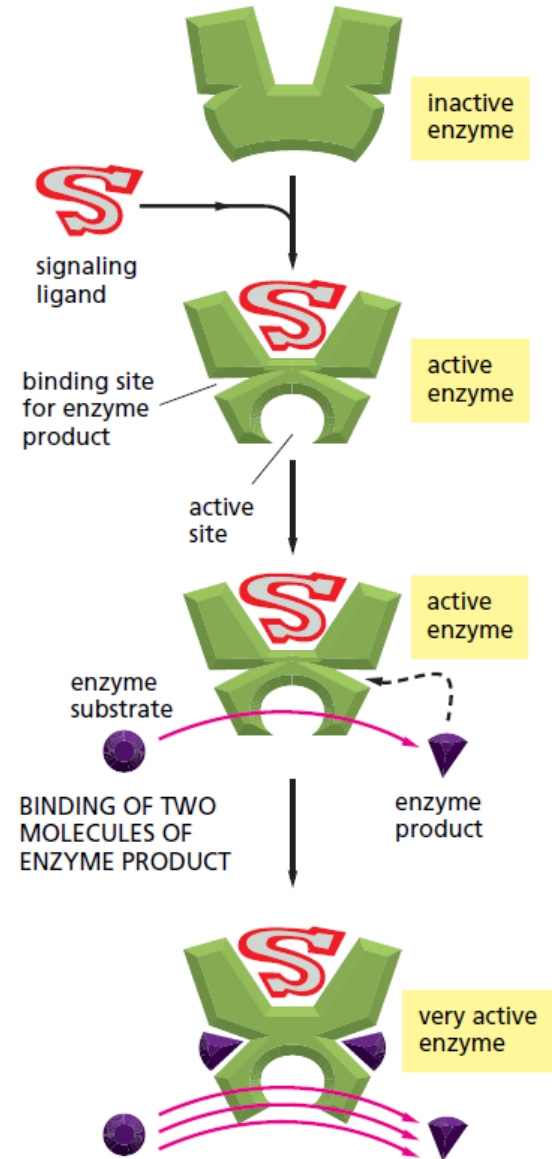 inactive
enzyme
S
signaling
ligand
S
binding site
for enzyme
product
active
enzyme
active
site
S
active
enzyme
enzyme
substrate
BINDING OF TWO
MOLECULES OF
ENZYME PRODUCT
enzyme
product
S
very active
enzyme